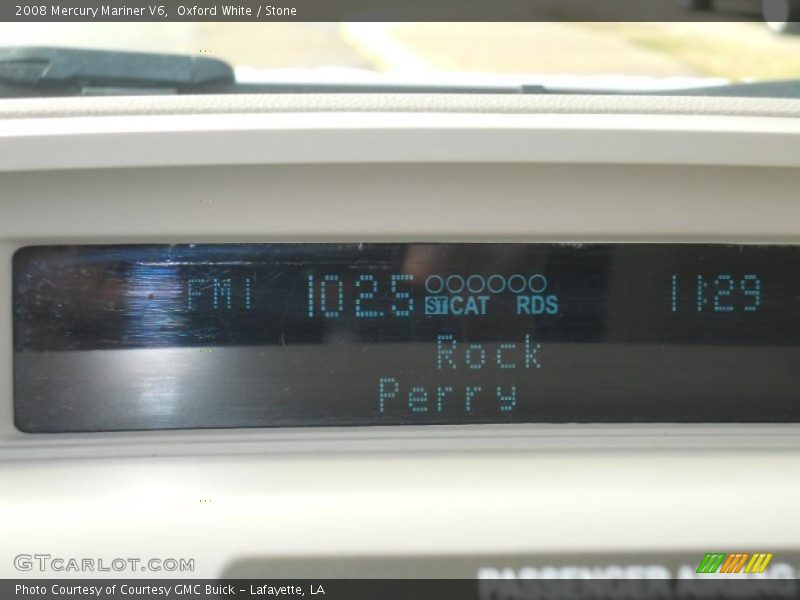 2008 Mercury Mariner V6,  Oxford White / Stone
FM1 102.5 ST CAT RDS 11:29
Rock
Perry
GTCARLOT.COM
PASSENGER
Photo Courtesy of Courtesy GMC Buick - Lafayette, LA